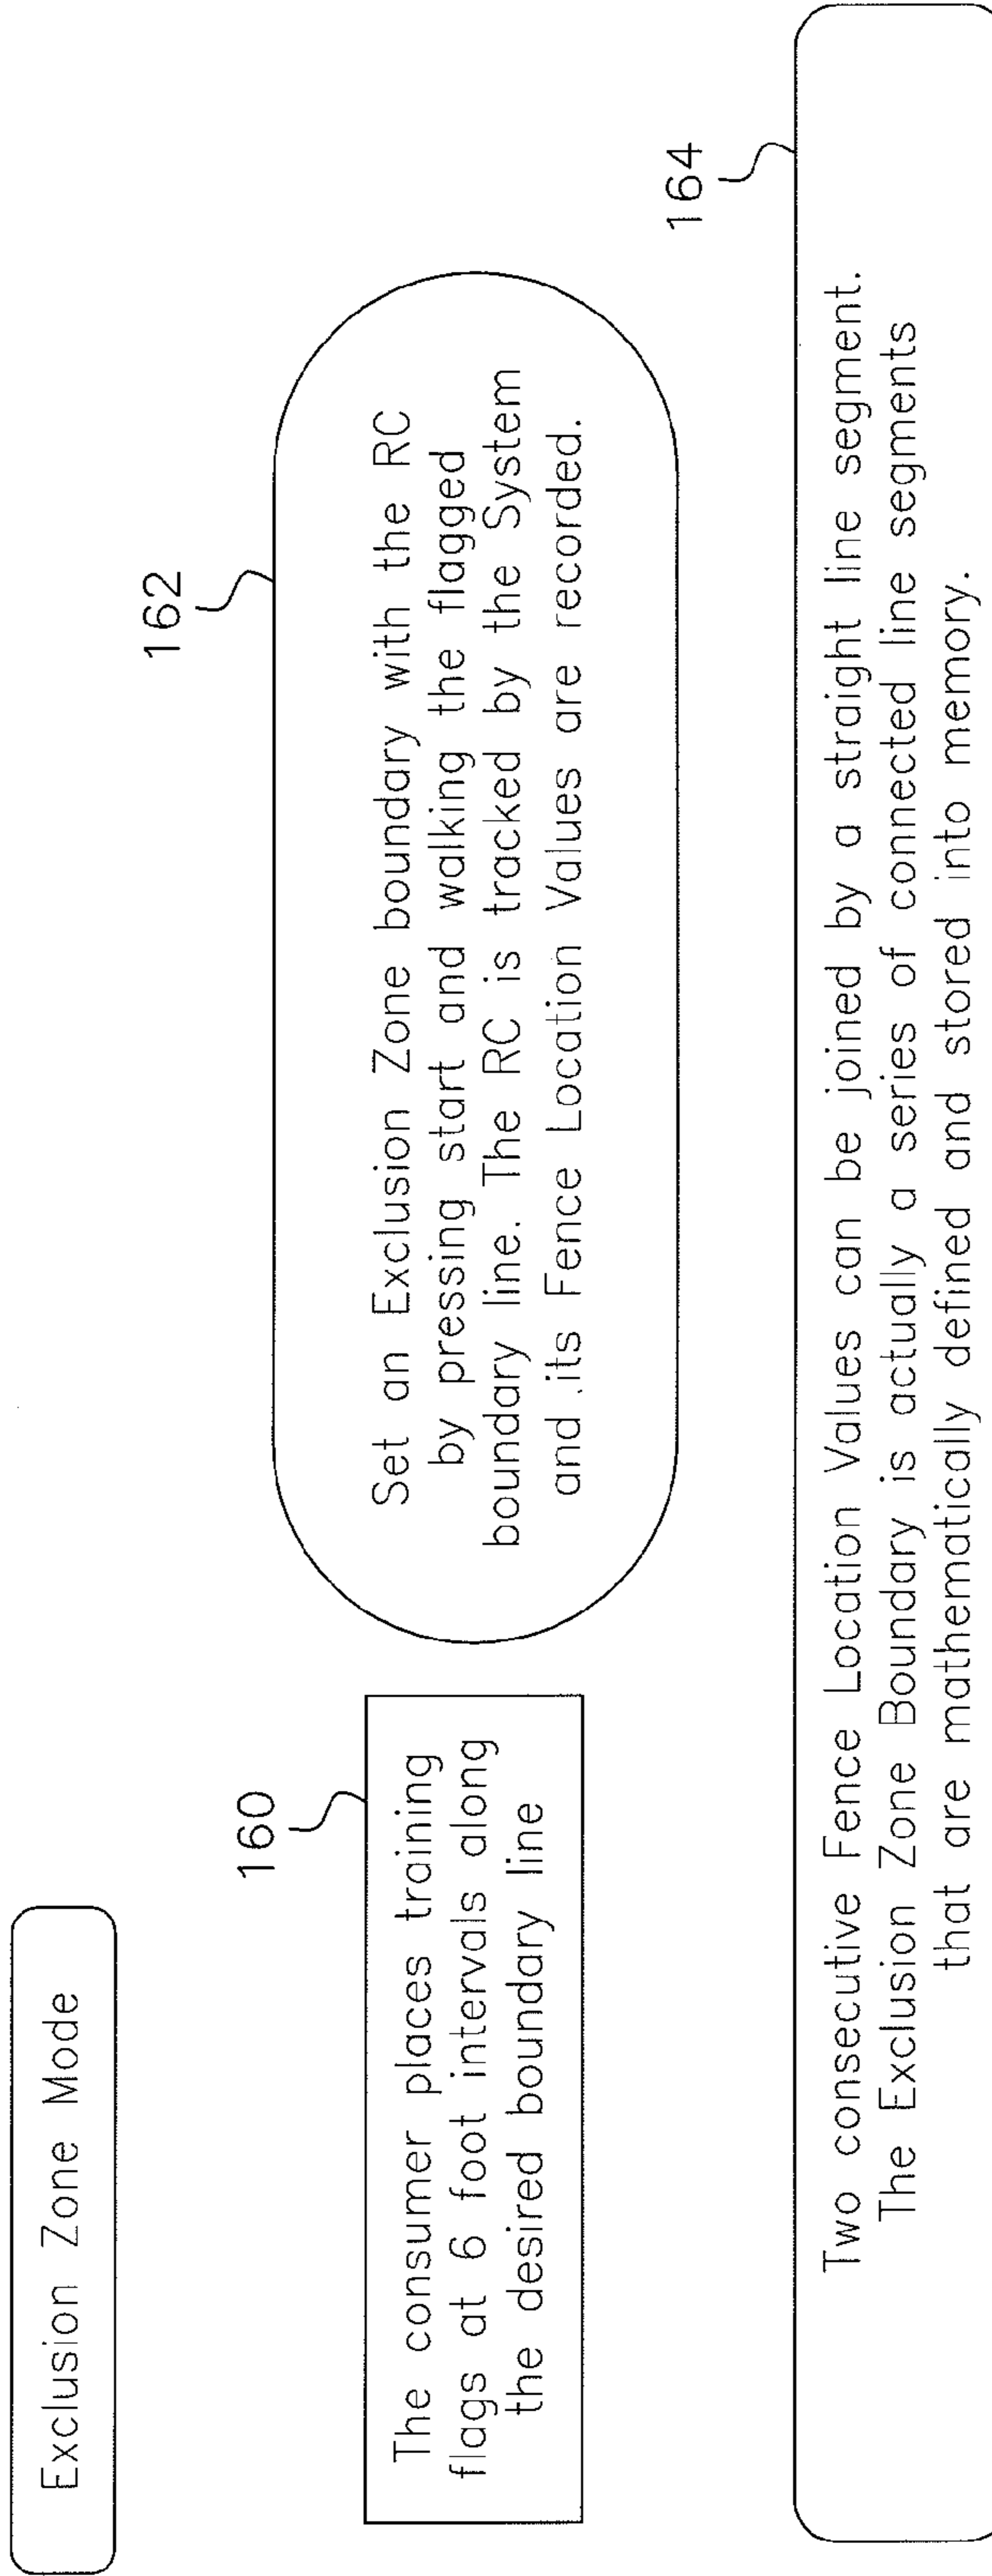 Exclusion Zone Mode
160
The consumer places training
flags at 6 foot intervals along
the desired boundary line
162
Set an Exclusion Zone boundary with the RC
by pressing start and walking the flagged
boundary line. The RC is tracked by the System
and its Fence Location Values are recorded.
164
Two consecutive Fence Location Values can be joined by a straight line segment.
The Exclusion Zone Boundary is actually a series of connected line segments
that are mathematically defined and stored into memory.